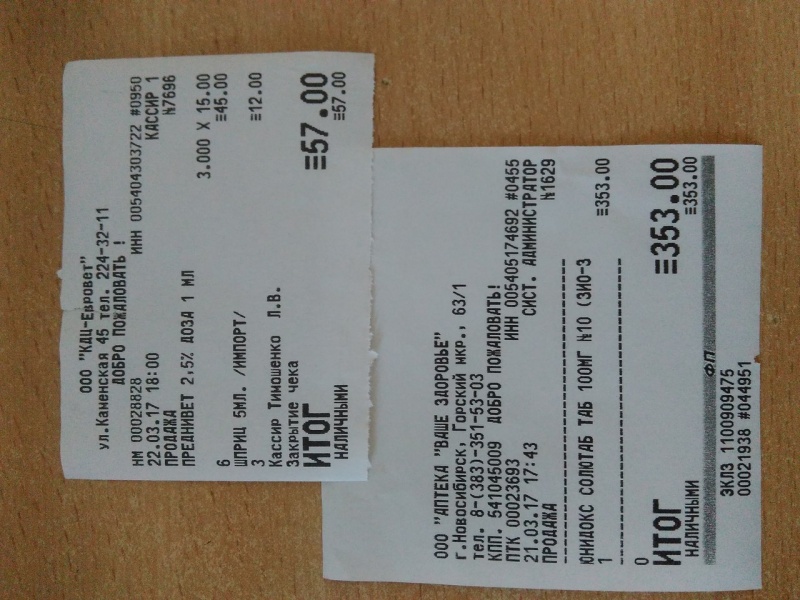 ООО "КДЦ-Евровет"
ул.Каменская 45 тел. 224-32-11
ДОБРО ПОЖАЛОВАТЬ !
НМ 00028828 ИНН 005404303722 #0950
22.03.17 18:00 КАССИР 1
ПРОДАЖА №7696
ПРЕДНИВЕТ 2,5% ДОЗА 1 МЛ
3.000 X 15.00
6 ≡45.00
ШПРИЦ 5МЛ. /ИМПОРТ/
3 ≡12.00
Кассир Тимошенко Л.В.
Закрытие чека
ИТОГ ≡57.00
НАЛИЧНЫМИ ≡57.00
ООО "АПТЕКА "ВАШЕ ЗДОРОВЬЕ"
г.Новосибирск, Горский мкр., 63/1
тел. 8-(383)-351-53-03
КПП. 541045009 ДОБРО ПОЖАЛОВАТЬ!
ПТК 00023693 ИНН 005405174692 #0455
21.03.17 17:43 СИСТ. АДМИНИСТРАТОР
ПРОДАЖА №1629
ЮНИДОКС СОЛЮТАБ ТАБ 100МГ №10 (ЗИО-З
1 ≡353.00
0
ИТОГ ≡353.00
НАЛИЧНЫМИ ≡353.00
ФП
ЭКЛЗ 1100909475
00021938 #044951